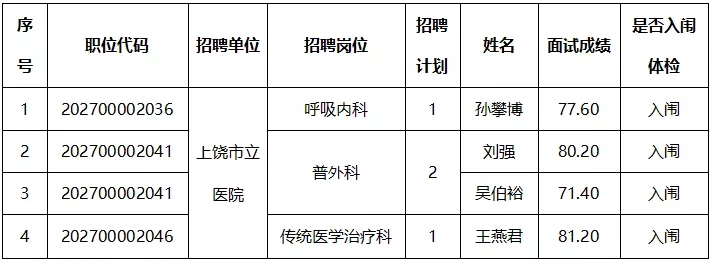 序号 职位代码 招聘单位 招聘岗位 招聘计划 姓名 面试成绩 是否入闱体检
1 202700002036 上饶市立医院 呼吸内科 1 孙攀博 77.60 入闱
2 202700002041 普外科 2 刘强 80.20 入闱
3 202700002041 吴伯裕 71.40 入闱
4 202700002046 传统医学治疗科 1 王燕君 81.20 入闱